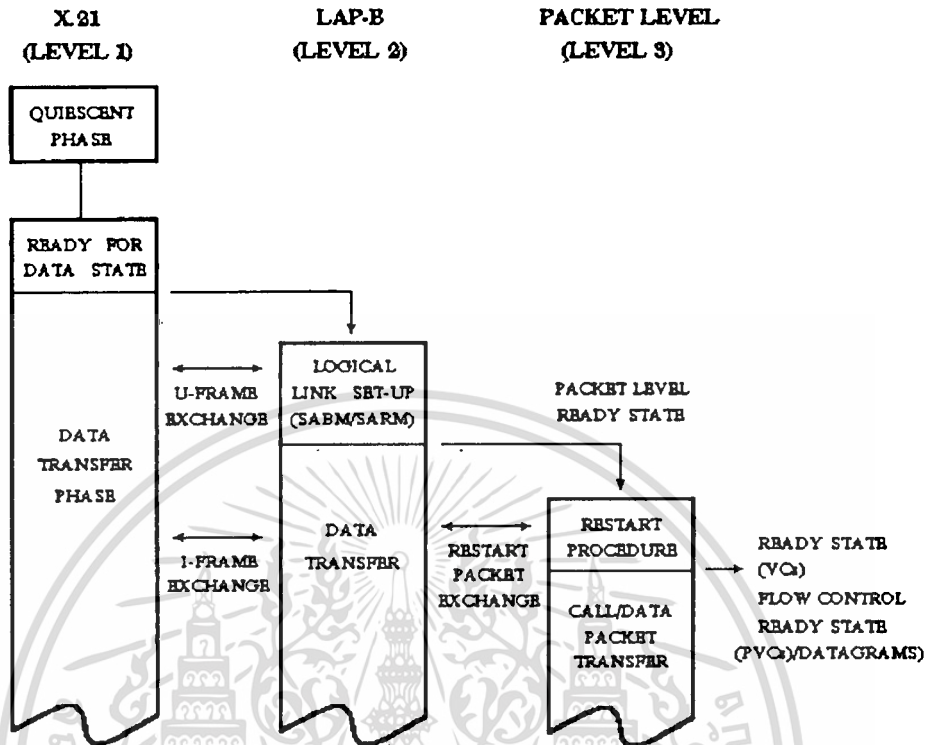 X.21
(LEVEL 1)
LAP-B
(LEVEL 2)
PACKET LEVEL
(LEVEL 3)
QUIESCENT
PHASE
READY FOR
DATA STATE
DATA
TRANSFER
PHASE
U-FRAME
EXCHANGE
I-FRAME
EXCHANGE
LOGICAL
LINK SET-UP
(SABM/SARM)
DATA
TRANSFER
PACKET LEVEL
READY STATE
RESTART
PACKET
EXCHANGE
RESTART
PROCEDURE
CALL/DATA
PACKET
TRANSFER
READY STATE
(VCs)
FLOW CONTROL
READY STATE
(PVCs)/DATAGRAMS)